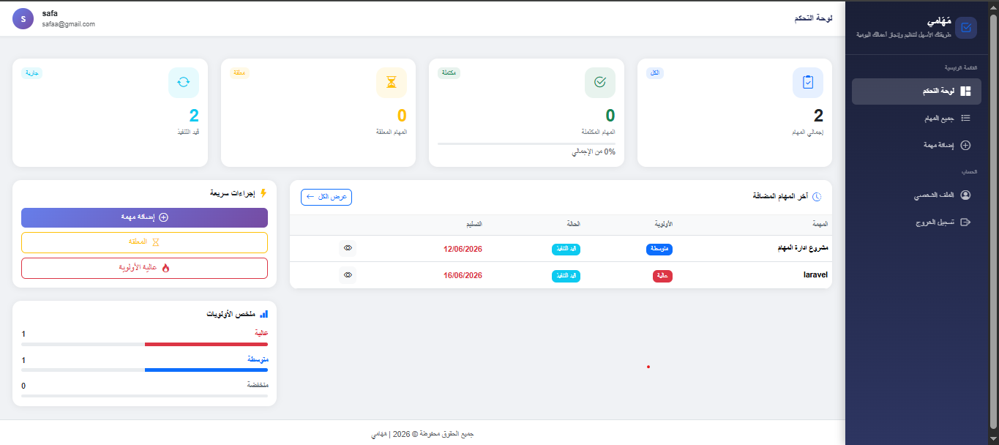 مَهَامي
طريقتك الأسهل لتنظيم وإنجاز أعمالك اليومية
القائمة الرئيسية
لوحة التحكم
جميع المهام
إضافة مهمة
الحساب
الملف الشخصي
تسجيل الخروج
لوحة التحكم
safa
safaa@gmail.com
S
الكل
2
إجمالي المهام
مكتملة
0
المهام المكتملة
0% من الإجمالي
معلقة
0
المهام المعلقة
جارية
2
قيد التنفيذ
آخر المهام المضافة
عرض الكل
المهمة الأولوية الحالة التسليم
مشروع ادارة المهام متوسطة قيد التنفيذ 12/06/2026
laravel عالية قيد التنفيذ 16/06/2026
إجراءات سريعة
إضافة مهمة
المعلقة
عالية الأولوية
ملخص الأولويات
عالية 1
متوسطة 1
منخفضة 0
جميع الحقوق محفوظة © 2026 | مَهَامي